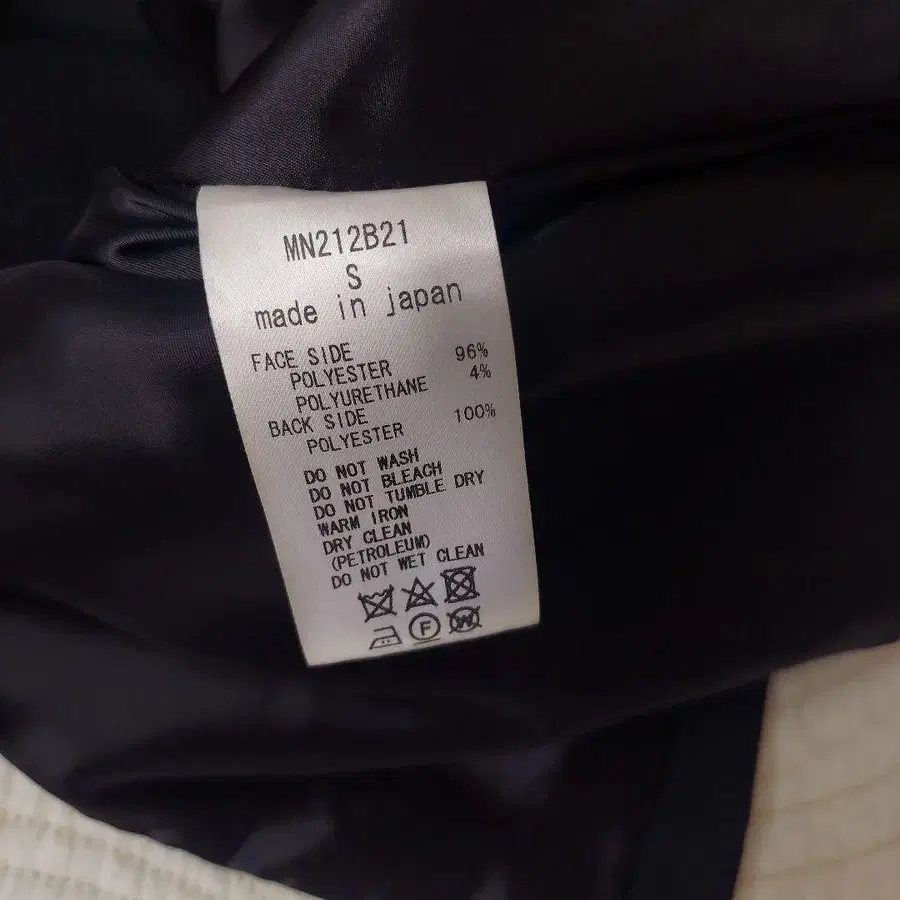 MN212B21
S
made in japan
FACE SIDE
POLYESTER 96%
POLYURETHANE 4%
BACK SIDE
POLYESTER 100%
DO NOT WASH
DO NOT BLEACH
DO NOT TUMBLE DRY
WARM IRON
DRY CLEAN
(PETROLEUM)
DO NOT WET CLEAN
F W